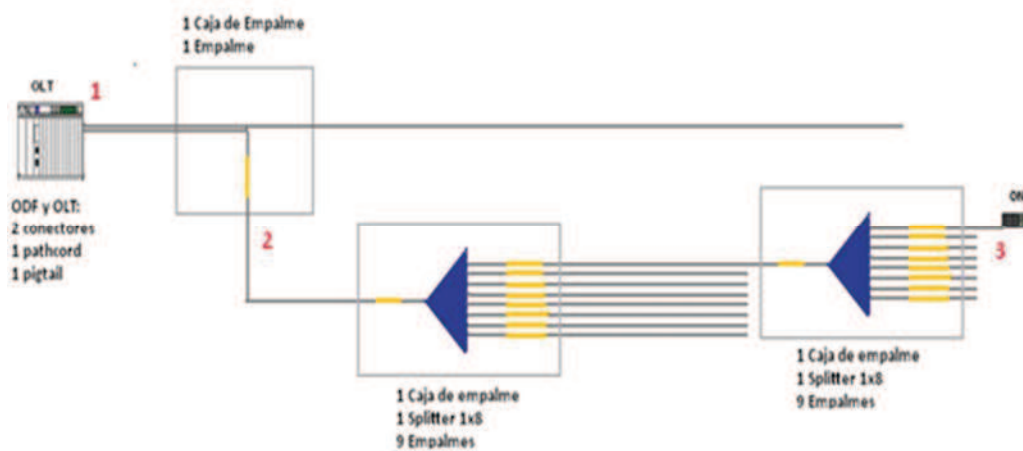 1 Caja de Empalme
1 Empalme
OLT
1
ODF y OLT:
2 conectores
1 pathcord
1 pigtail
2
ON
3
1 Caja de empalme
1 Splitter 1x8
9 Empalmes
1 Caja de empalme
1 Splitter 1x8
9 Empalmes